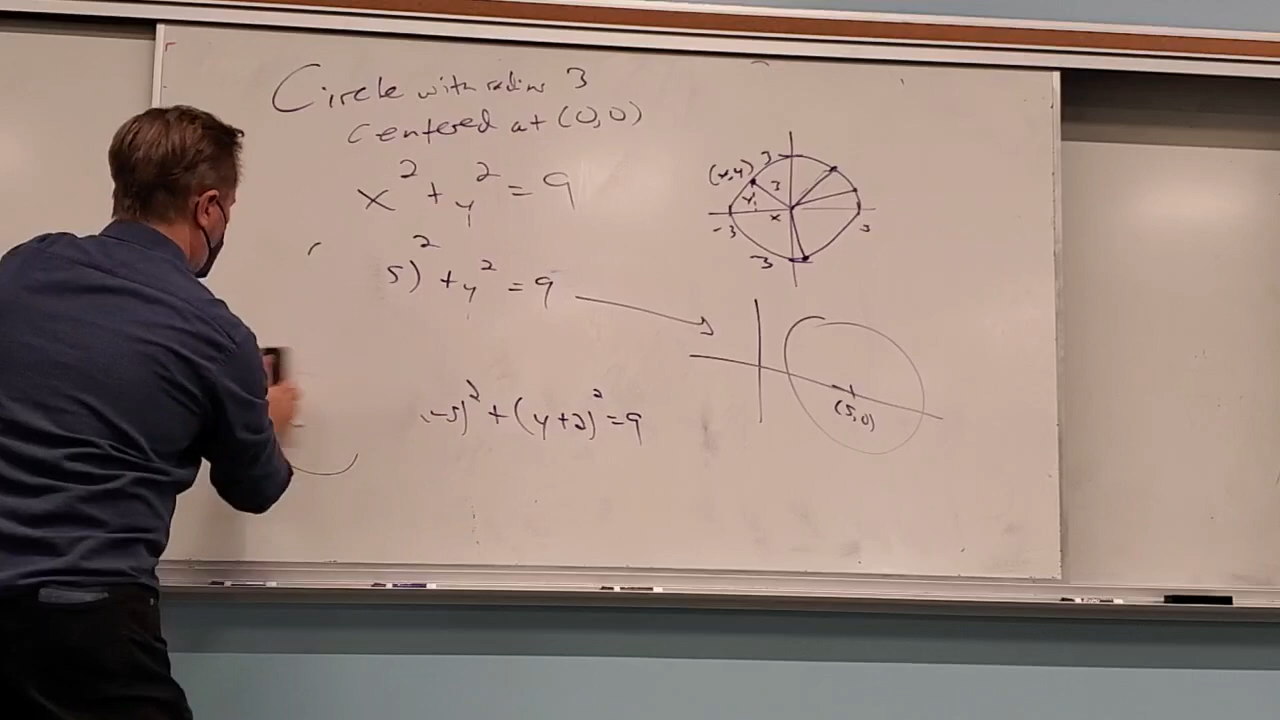 Circle with radius 3
centered at (0,0)
x² + y² = 9
5)² + y² = 9
-5)² + (y+2)² = 9
(x,y) 3
3
y
x
-3 3
-3
(5,0)